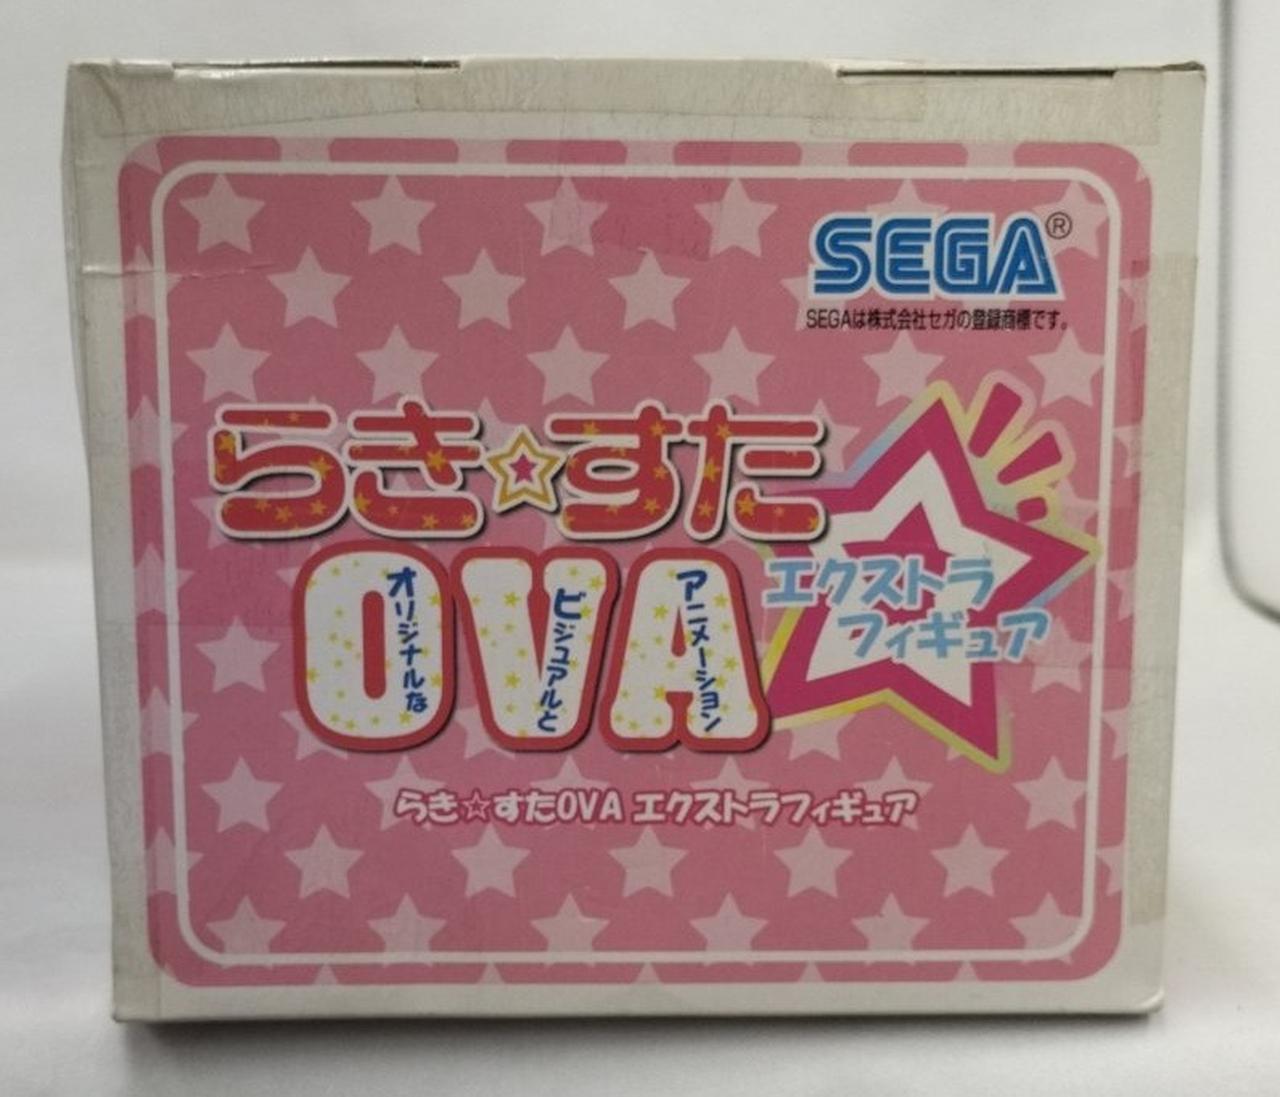 SEGA®
SEGAは株式会社セガの登録商標です。
らき☆すた
OVA
オリジナルな
ビジュアルと
アニメーション
エクストラ
フィギュア
らき☆すたOVA エクストラフィギュア